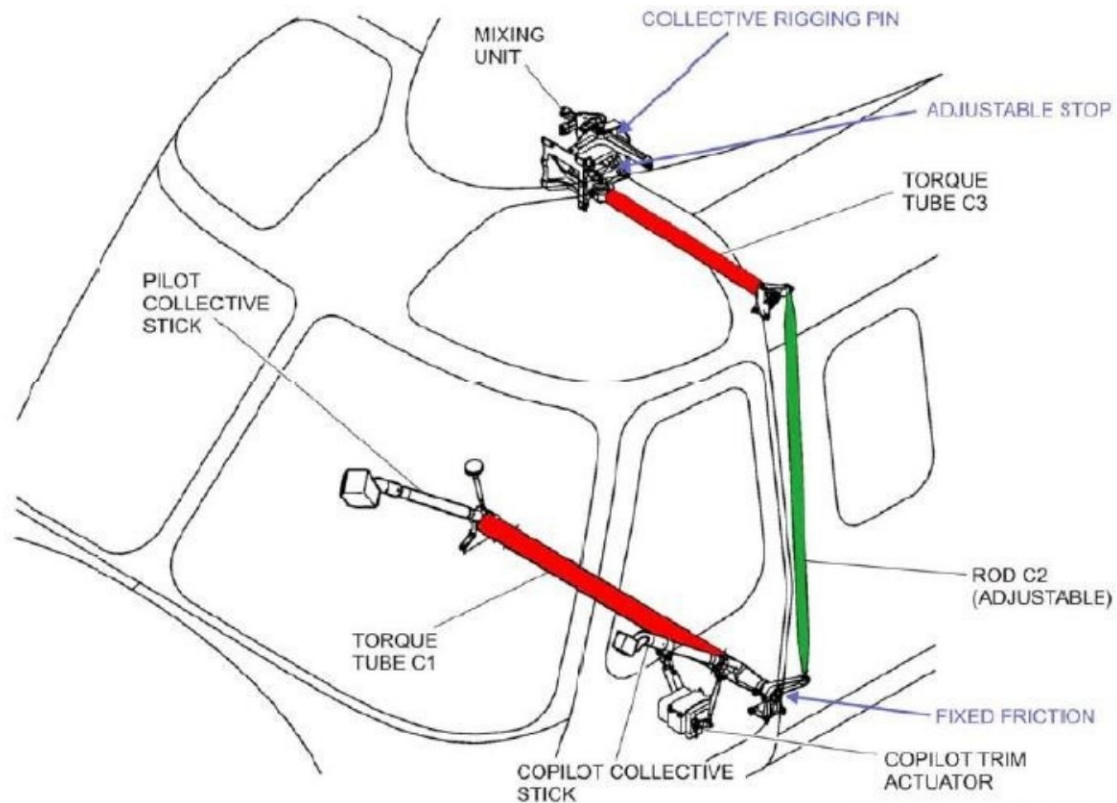 COLLECTIVE RIGGING PIN
MIXING
UNIT
ADJUSTABLE STOP
TORQUE
TUBE C3
PILOT
COLLECTIVE
STICK
ROD C2
(ADJUSTABLE)
TORQUE
TUBE C1
FIXED FRICTION
COPILOT COLLECTIVE
STICK
COPILOT TRIM
ACTUATOR